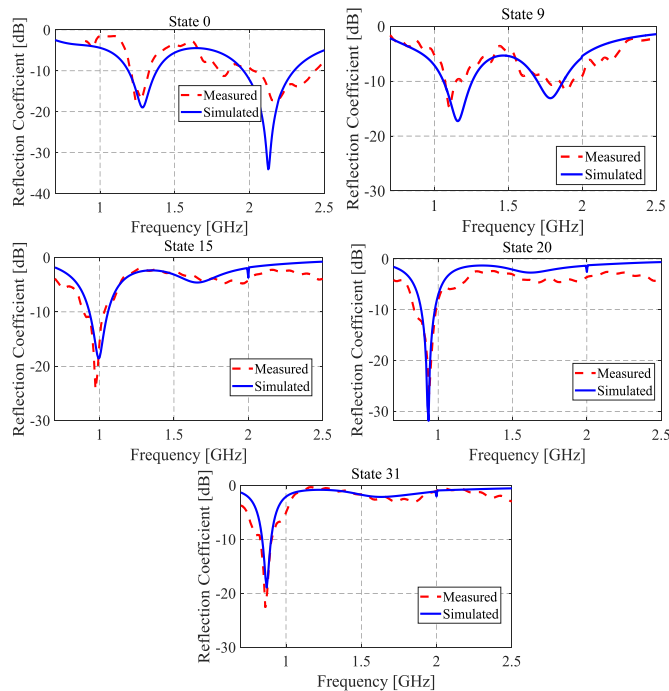 State 0
Reflection Coefficient [dB]
0
-10
-20
-30
-40
Measured
Simulated
1
1.5
2
2.5
Frequency [GHz]
State 9
Reflection Coefficient [dB]
0
-10
-20
-30
Measured
Simulated
1
1.5
2
2.5
Frequency [GHz]
State 15
Reflection Coefficient [dB]
0
-10
-20
-30
Measured
Simulated
1
1.5
2
2.5
Frequency [GHz]
State 20
Reflection Coefficient [dB]
0
-10
-20
-30
Measured
Simulated
1
1.5
2
2.5
Frequency [GHz]
State 31
Reflection Coefficient [dB]
0
-10
-20
-30
Measured
Simulated
1
1.5
2
2.5
Frequency [GHz]